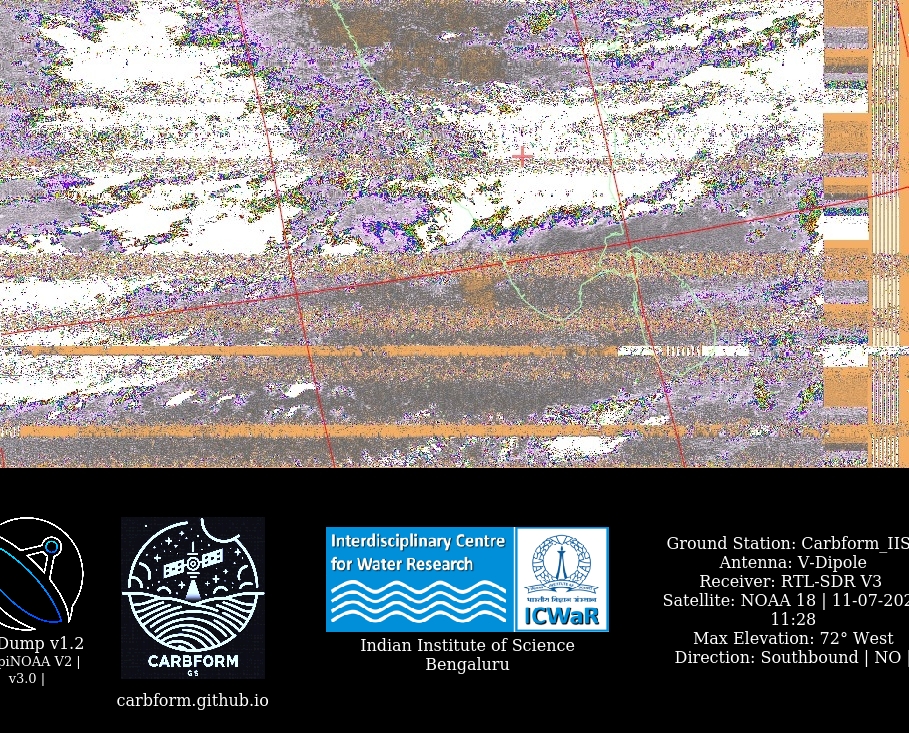 Dump v1.2
piNOAA V2 |
v3.0 |
CARBFORM
GS
carbform.github.io
Interdisciplinary Centre
for Water Research
भारतीय विज्ञान संस्थान
ICWaR
Indian Institute of Science
Bengaluru
Ground Station: Carbform_IIS
Antenna: V-Dipole
Receiver: RTL-SDR V3
Satellite: NOAA 18 | 11-07-202
11:28
Max Elevation: 72° West
Direction: Southbound | NO |